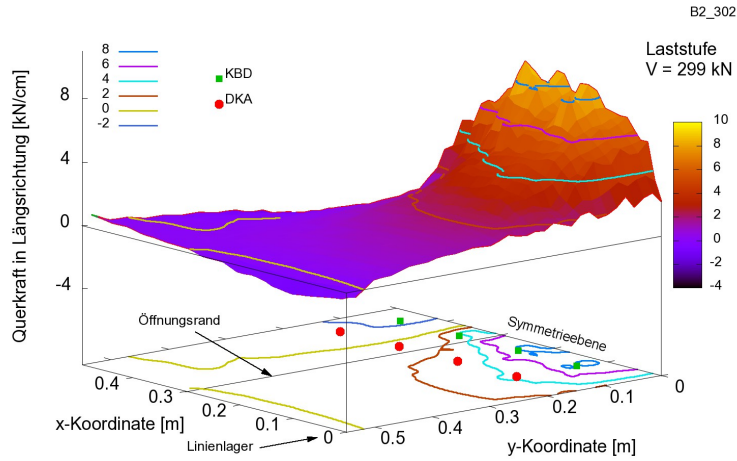 B2_302
Laststufe
V = 299 kN
8
6
4
2
0
-2
KBD
DKA
Querkraft in Längsrichtung [kN/cm]
8
4
0
-4
10
8
6
4
2
0
-2
-4
Öffnungsrand
Symmetrieebene
0.4
0.3
0.2
0.1
0
x-Koordinate [m]
Linienlager
0.5
0.4
0.3
0.2
0.1
0
y-Koordinate [m]